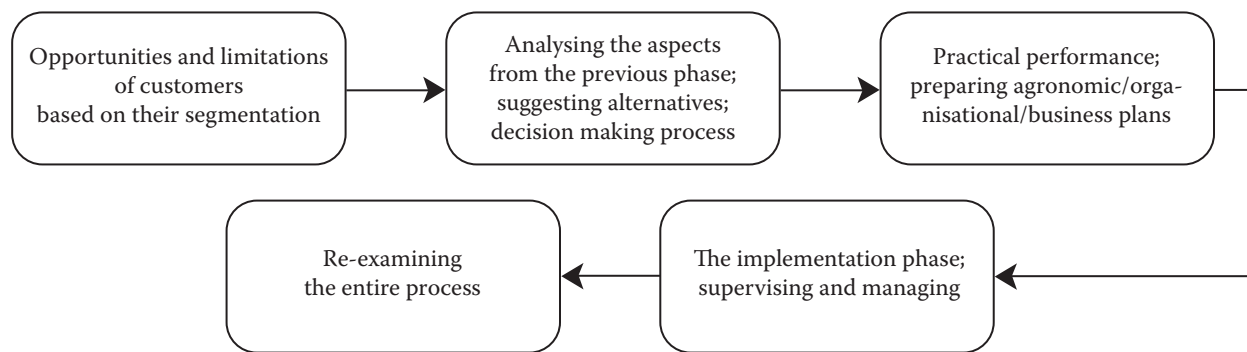 Opportunities and limitations
of customers
based on their segmentation
Analysing the aspects
from the previous phase;
suggesting alternatives;
decision making process
Practical performance;
preparing agronomic/orga-
nisational/business plans
The implementation phase;
supervising and managing
Re-examining
the entire process